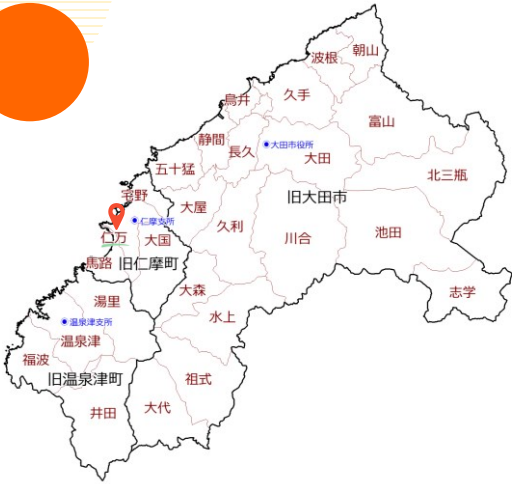 朝山
波根
久手
鳥井
富山
静間
長久
大田市役所
大田
五十猛
北三瓶
宅野
旧大田市
大屋
仁摩支所
久利
仁万
大国
川合
池田
馬路
旧仁摩町
大森
志学
湯里
水上
温泉津支所
温泉津
福波
旧温泉津町
祖式
井田
大代